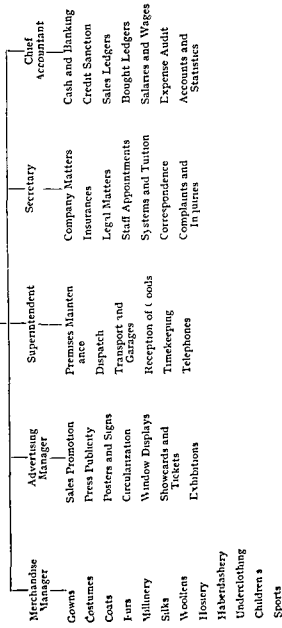 Merchandise
Manager
Gowns
Costumes
Coats
Furs
Millinery
Silks
Woollens
Hosiery
Haberdashery
Underclothing
Children s
Sports
Advertising
Manager
Sales Promotion
Press Publicity
Posters and Signs
Circularization
Window Displays
Showcards and
Tickets
Exhibitions
Superintendent
Premises Mainten
ance
Dispatch
Transport and
Garages
Reception of Goods
Timekeeping
Telephones
Secretary
Company Matters
Insurances
Legal Matters
Staff Appointments
Systems and Tuition
Correspondence
Complaints and
Inquiries
Chief
Accountant
Cash and Banking
Credit Sanction
Sales Ledgers
Bought Ledgers
Salaries and Wages
Expense Audit
Accounts and
Statistics